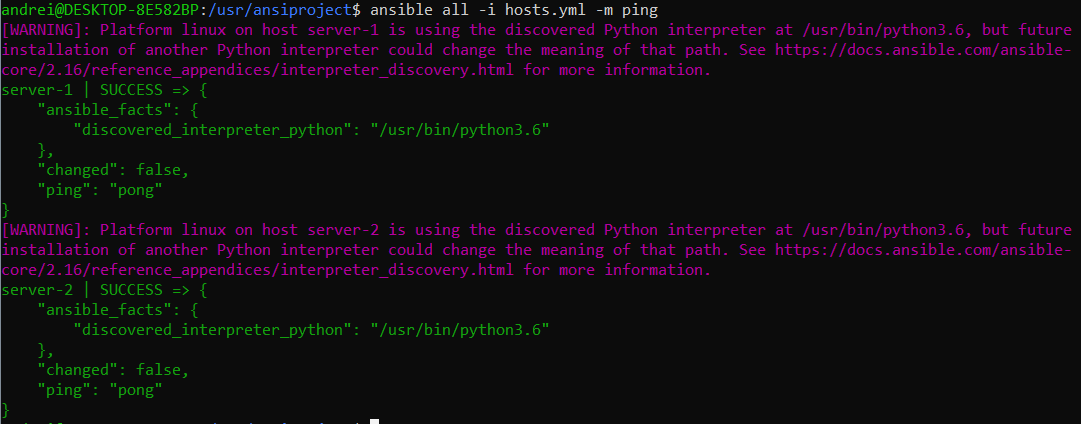 andrei@DESKTOP-8E582BP:/usr/ansiproject$ ansible all -i hosts.yml -m ping
[WARNING]: Platform linux on host server-1 is using the discovered Python interpreter at /usr/bin/python3.6, but future
installation of another Python interpreter could change the meaning of that path. See https://docs.ansible.com/ansible-
core/2.16/reference_appendices/interpreter_discovery.html for more information.
server-1 | SUCCESS => {
    "ansible_facts": {
        "discovered_interpreter_python": "/usr/bin/python3.6"
    },
    "changed": false,
    "ping": "pong"
}
[WARNING]: Platform linux on host server-2 is using the discovered Python interpreter at /usr/bin/python3.6, but future
installation of another Python interpreter could change the meaning of that path. See https://docs.ansible.com/ansible-
core/2.16/reference_appendices/interpreter_discovery.html for more information.
server-2 | SUCCESS => {
    "ansible_facts": {
        "discovered_interpreter_python": "/usr/bin/python3.6"
    },
    "changed": false,
    "ping": "pong"
}